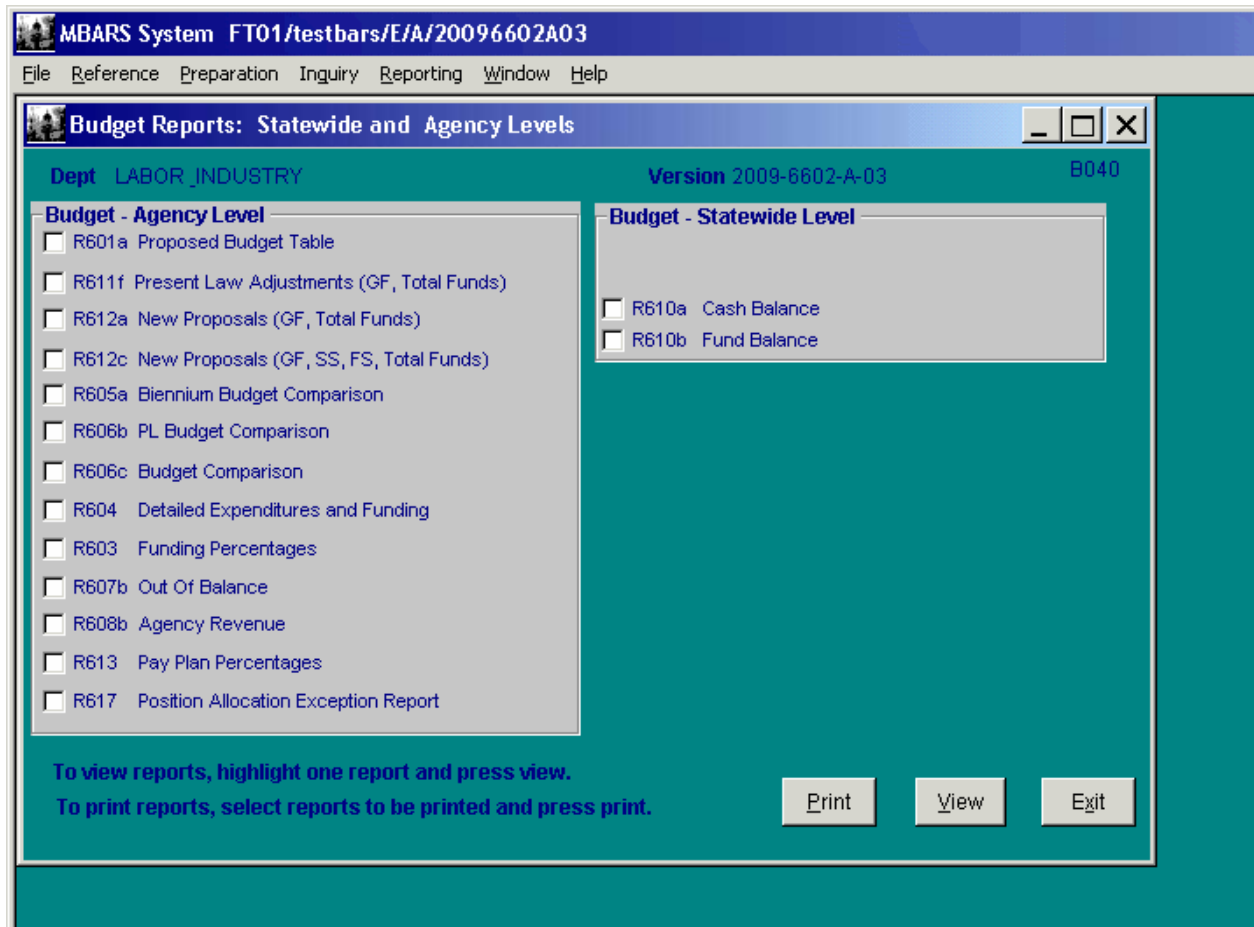 MBARS System FT01/testbars/E/A/20096602A03
File Reference Preparation Inquiry Reporting Window Help
Budget Reports: Statewide and Agency Levels
Dept LABOR_INDUSTRY Version 2009-6602-A-03 B040
Budget - Agency Level
R601a Proposed Budget Table
R611f Present Law Adjustments (GF, Total Funds)
R612a New Proposals (GF, Total Funds)
R612c New Proposals (GF, SS, FS, Total Funds)
R605a Biennium Budget Comparison
R606b PL Budget Comparison
R606c Budget Comparison
R604 Detailed Expenditures and Funding
R603 Funding Percentages
R607b Out Of Balance
R608b Agency Revenue
R613 Pay Plan Percentages
R617 Position Allocation Exception Report
Budget - Statewide Level
R610a Cash Balance
R610b Fund Balance
To view reports, highlight one report and press view.
To print reports, select reports to be printed and press print.
Print View Exit